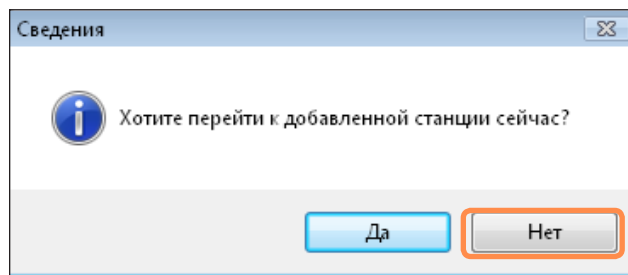 Сведения
Хотите перейти к добавленной станции сейчас?
Да
Нет